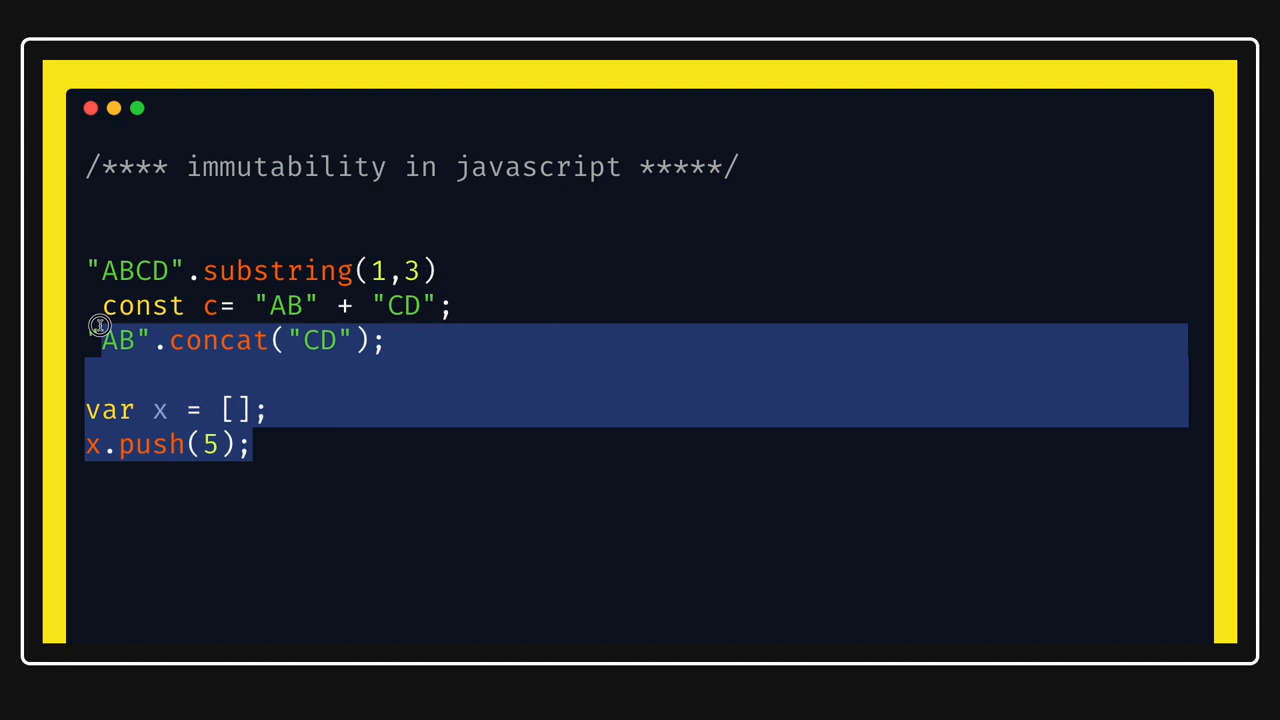 /**** immutability in javascript *****/
"ABCD".substring(1,3)
const c= "AB" + "CD";
"AB".concat("CD");
var x = [];
x.push(5);